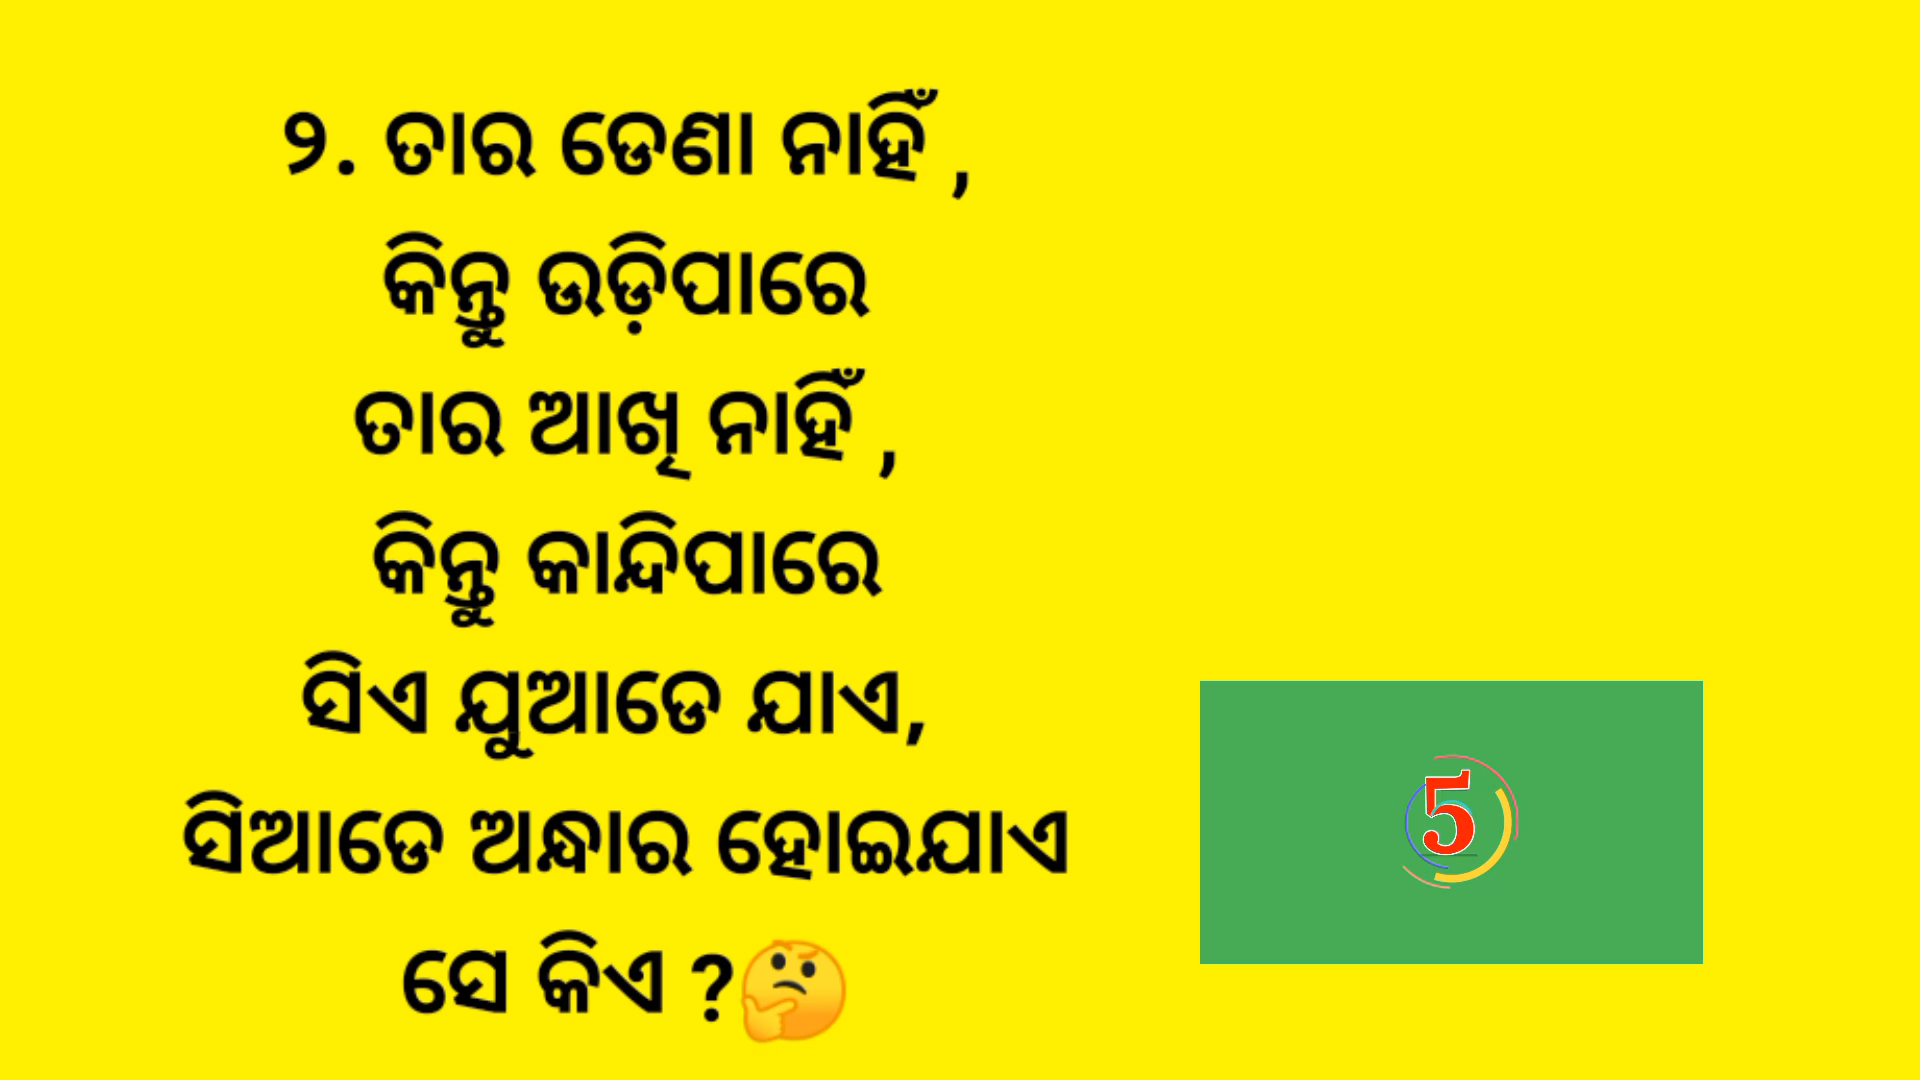 ୨. ତାର ଡେଣା ନାହିଁ ,
କିନ୍ତୁ ଉଡ଼ିପାରେ
ତାର ଆଖି ନାହିଁ ,
କିନ୍ତୁ କାନ୍ଦିପାରେ
ସିଏ ଯୁଆଡେ ଯାଏ,
ସିଆଡେ ଅନ୍ଧାର ହୋଇଯାଏ
ସେ କିଏ ?🤔
5